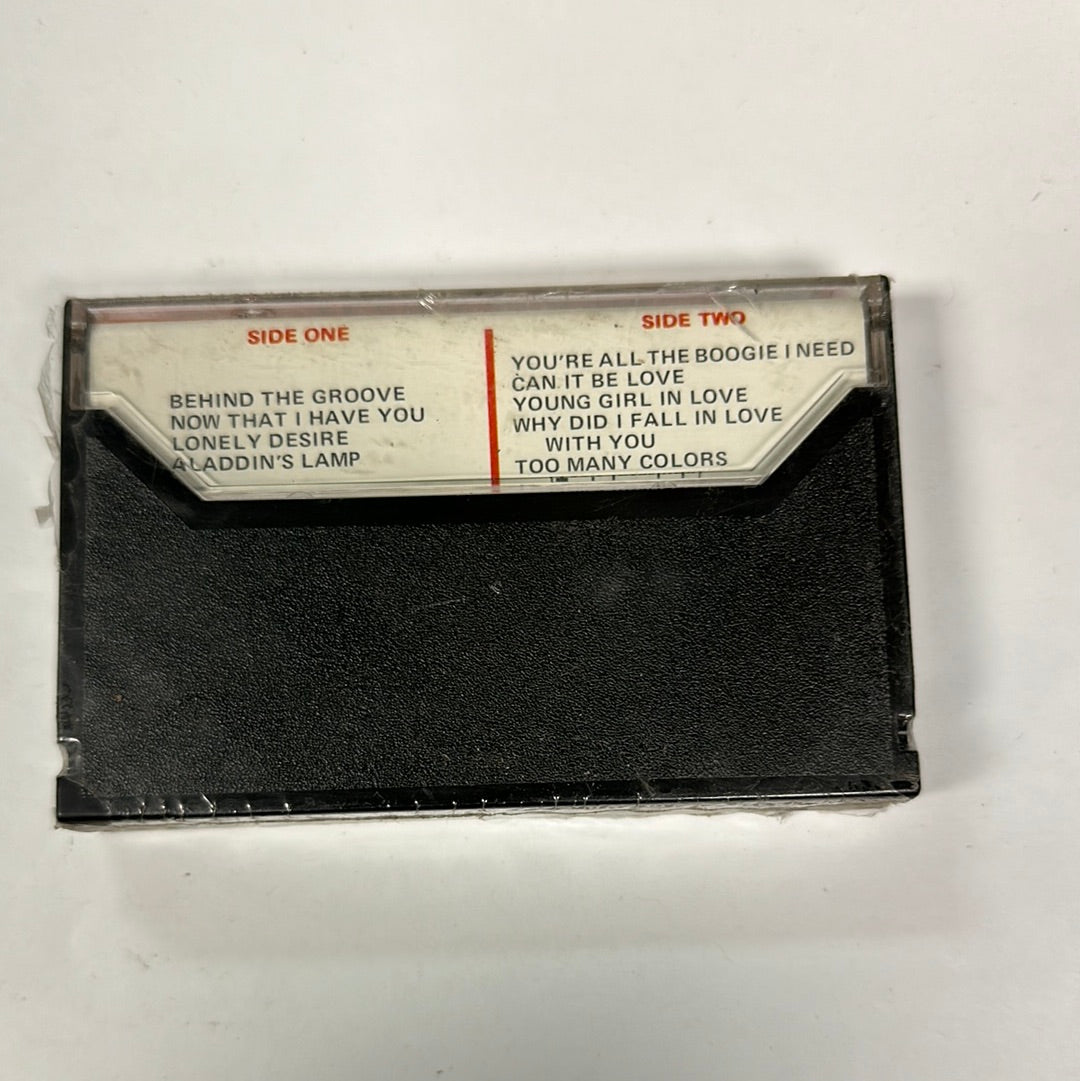 SIDE ONE
BEHIND THE GROOVE
NOW THAT I HAVE YOU
LONELY DESIRE
ALADDIN'S LAMP
SIDE TWO
YOU'RE ALL THE BOOGIE I NEED
CAN IT BE LOVE
YOUNG GIRL IN LOVE
WHY DID I FALL IN LOVE
WITH YOU
TOO MANY COLORS